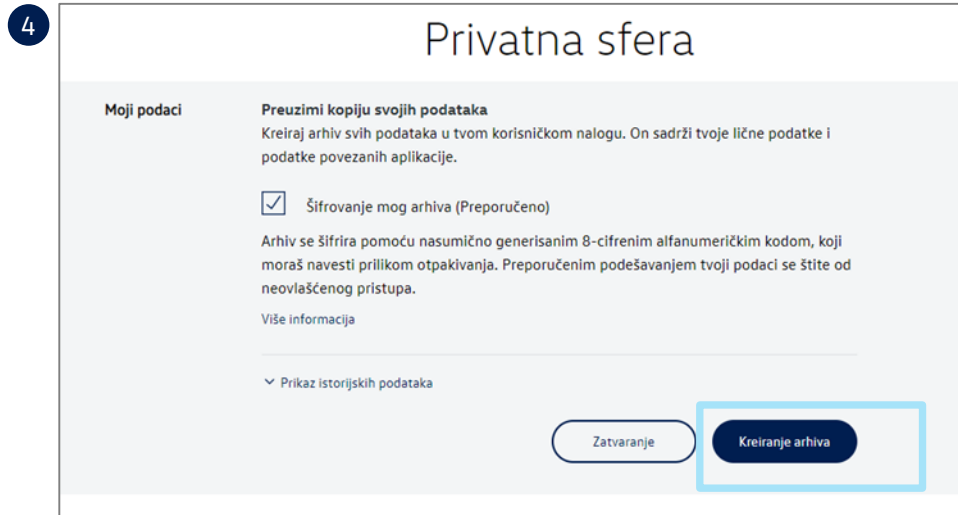 4
Privatna sfera
Moji podaci
Preuzimi kopiju svojih podataka
Kreiraj arhiv svih podataka u tvom korisničkom nalogu. On sadrži tvoje lične podatke i
podatke povezanih aplikacije.
Šifrovanje mog arhiva (Preporučeno)
Arhiv se šifrira pomoću nasumično generisanim 8-cifrenim alfanumeričkim kodom, koji
moraš navesti prilikom otpakivanja. Preporučenim podešavanjem tvoji podaci se štite od
neovlašćenog pristupa.
Više informacija
Prikaz istorijskih podataka
Zatvaranje
Kreiranje arhiva